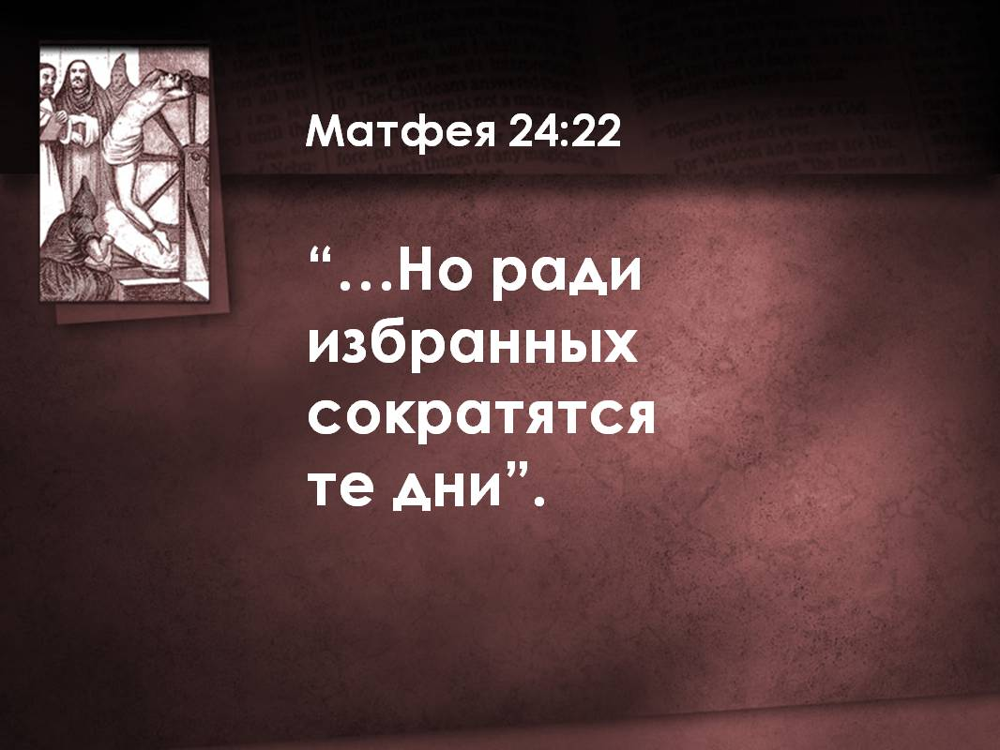 Матфея 24:22
“…Но ради
избранных
сократятся
те дни”.